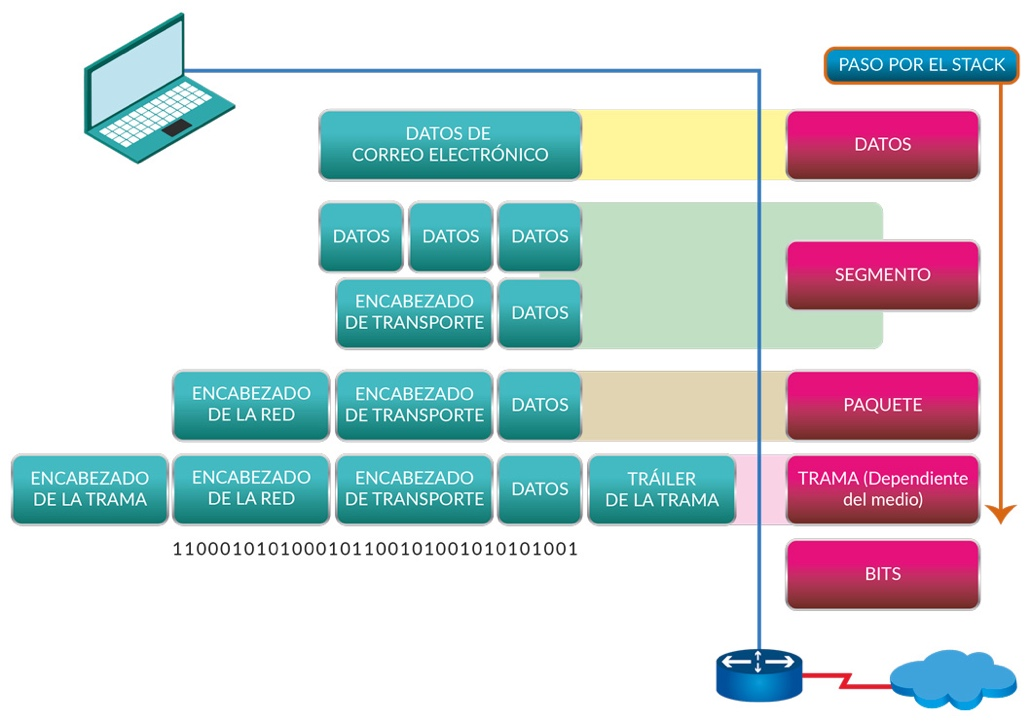 PASO POR EL STACK
DATOS DE
CORREO ELECTRÓNICO
DATOS
DATOS
DATOS
DATOS
SEGMENTO
ENCABEZADO
DE TRANSPORTE
DATOS
ENCABEZADO
DE LA RED
ENCABEZADO
DE TRANSPORTE
DATOS
PAQUETE
ENCABEZADO
DE LA TRAMA
ENCABEZADO
DE LA RED
ENCABEZADO
DE TRANSPORTE
DATOS
TRÁILER
DE LA TRAMA
TRAMA (Dependiente
del medio)
1100010101000101100101001010101001
BITS